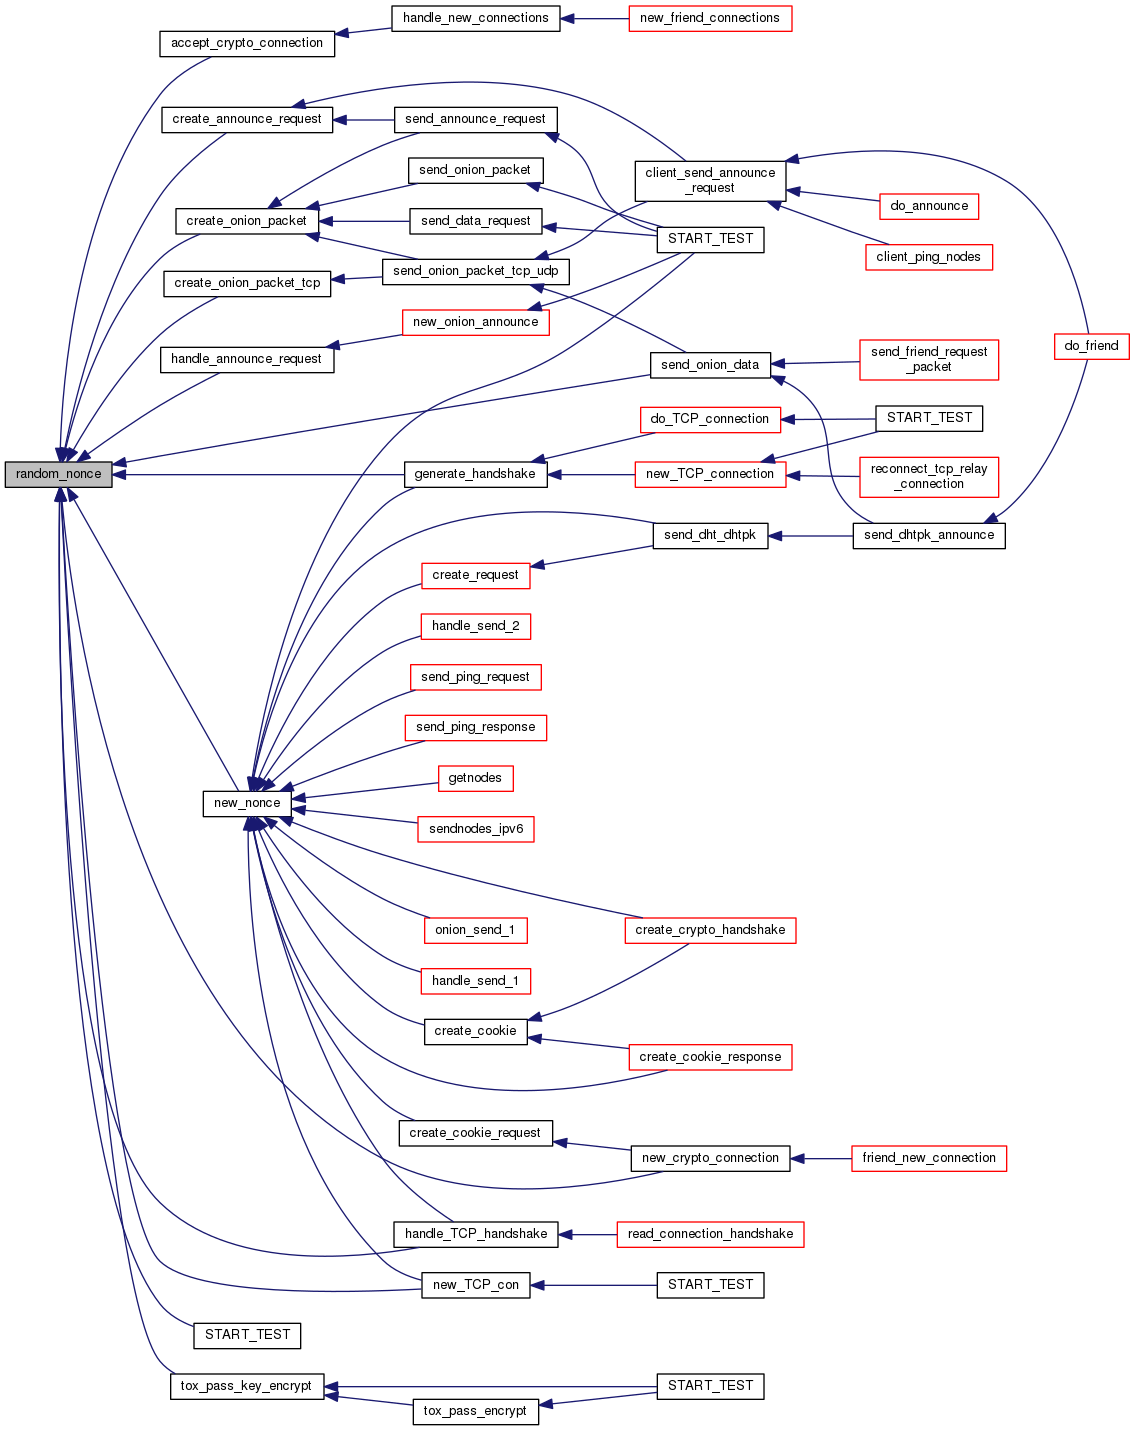 handle_new_connections
new_friend_connections
accept_crypto_connection
create_announce_request
send_announce_request
send_onion_packet
client_send_announce
_request
do_announce
create_onion_packet
send_data_request
START_TEST
client_ping_nodes
send_onion_packet_tcp_udp
create_onion_packet_tcp
new_onion_announce
do_friend
handle_announce_request
send_onion_data
send_friend_request
_packet
do_TCP_connection
START_TEST
random_nonce
generate_handshake
new_TCP_connection
reconnect_tcp_relay
_connection
send_dht_dhtpk
send_dhtpk_announce
create_request
handle_send_2
send_ping_request
send_ping_response
getnodes
new_nonce
sendnodes_ipv6
onion_send_1
create_crypto_handshake
handle_send_1
create_cookie
create_cookie_response
create_cookie_request
new_crypto_connection
friend_new_connection
handle_TCP_handshake
read_connection_handshake
new_TCP_con
START_TEST
START_TEST
tox_pass_key_encrypt
START_TEST
tox_pass_encrypt